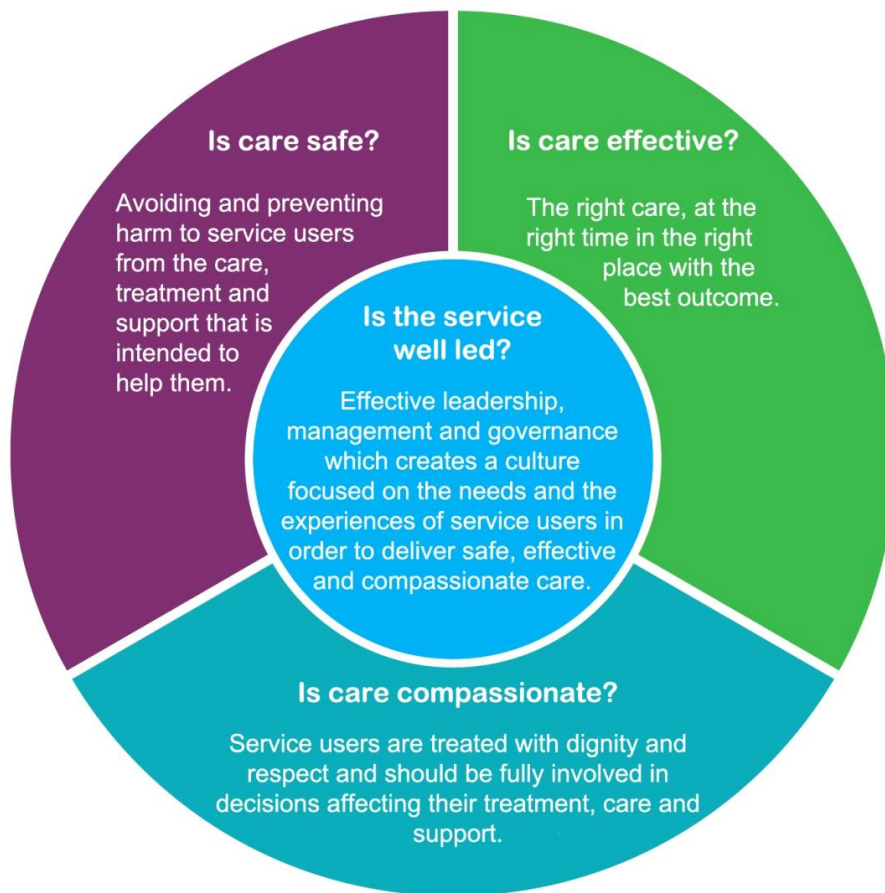 Is care safe?
Avoiding and preventing
harm to service users
from the care,
treatment and
support that is
intended to
help them.
Is care effective?
The right care, at the
right time in the right
place with the
best outcome.
Is the service
well led?
Effective leadership,
management and governance
which creates a culture
focused on the needs and the
experiences of service users in
order to deliver safe, effective
and compassionate care.
Is care compassionate?
Service users are treated with dignity and
respect and should be fully involved in
decisions affecting their treatment, care and
support.